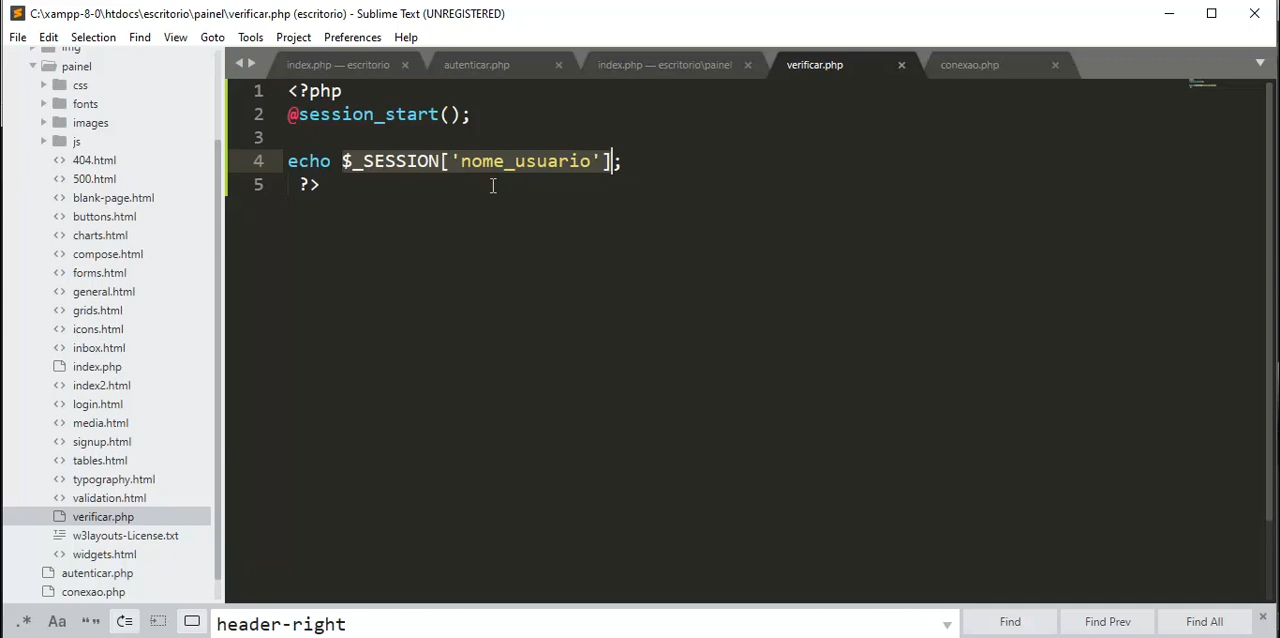 C:\xampp-8-0\htdocs\escritorio\painel\verificar.php (escritorio) - Sublime Text (UNREGISTERED)
File Edit Selection Find View Goto Tools Project Preferences Help
img
painel
css
fonts
images
js
404.html
500.html
blank-page.html
buttons.html
charts.html
compose.html
forms.html
general.html
grids.html
icons.html
inbox.html
index.php
index2.html
login.html
media.html
signup.html
tables.html
typography.html
validation.html
verificar.php
w3layouts-License.txt
widgets.html
autenticar.php
conexao.php
index.php — escritorio × autenticar.php × index.php — escritorio\painel × verificar.php × conexao.php ×
1 <?php
2 @session_start();
3
4 echo $_SESSION['nome_usuario'];
5 ?>
.* Aa “” header-right Find Find Prev Find All ×